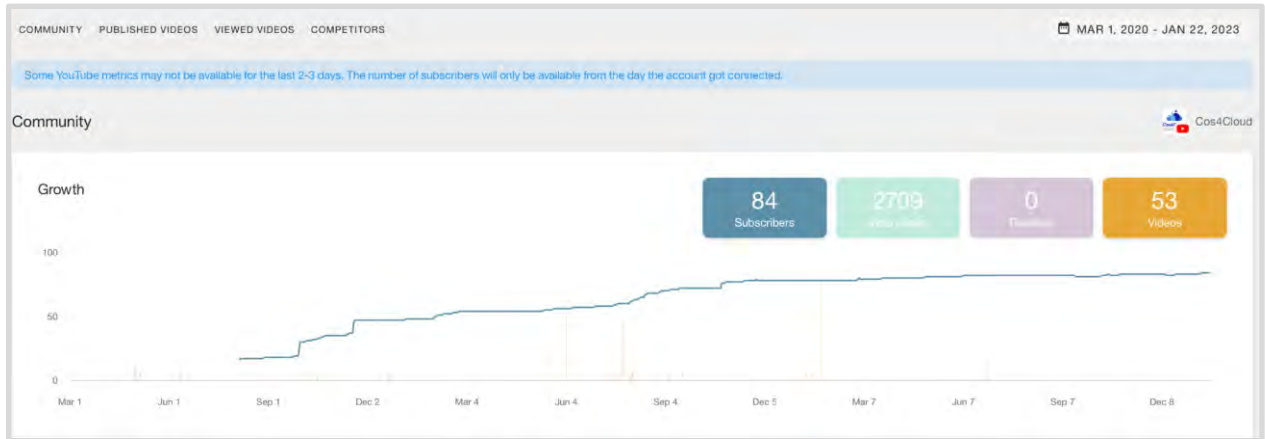 COMMUNITY PUBLISHED VIDEOS VIEWED VIDEOS COMPETITORS
MAR 1, 2020 - JAN 22, 2023
Some YouTube metrics may not be available for the last 2-3 days. The number of subscribers will only be available from the day the account got connected.
Community
Cos4Cloud
Growth
84 2709 0 53
Subscribers Videos
100
50
0
Mar 1 Jun 1 Sep 1 Dec 2 Mar 4 Jun 4 Sep 4 Dec 5 Mar 7 Jun 7 Sep 7 Dec 8